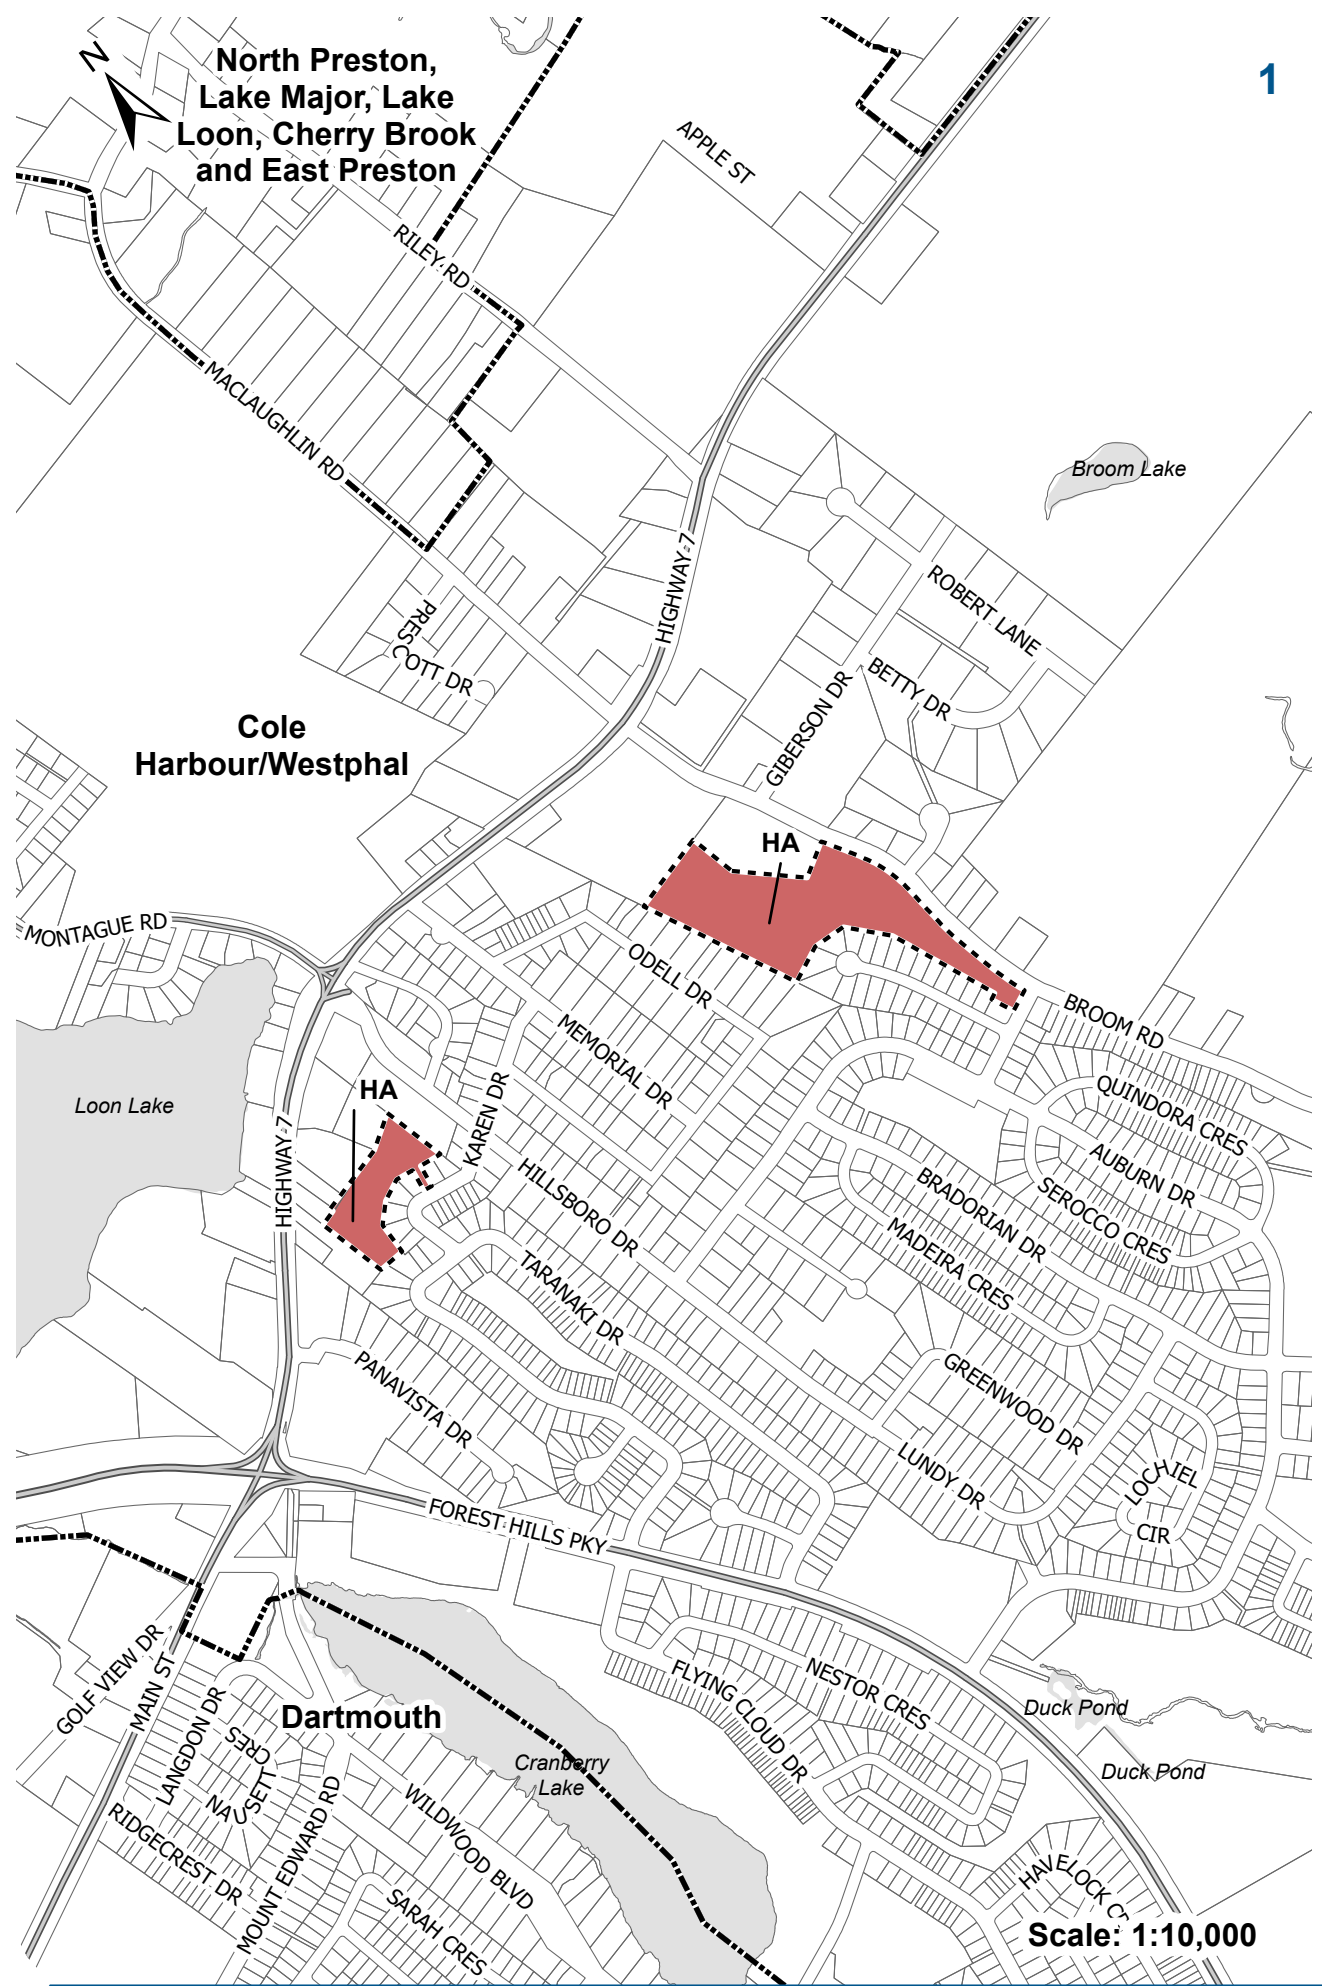 N
North Preston,
Lake Major, Lake
Loon, Cherry Brook
and East Preston
1
APPLE ST
RILEY RD
MACLAUGHLIN RD
Broom Lake
HIGHWAY 7
ROBERT LANE
PRESCOTT DR
BETTY DR
GIBERSON DR
Cole
Harbour/Westphal
HA
MONTAGUE RD
ODELL DR
BROOM RD
MEMORIAL DR
HA
Loon Lake
KAREN DR
QUINDORA CRES
HIGHWAY 7
HILLSBORO DR
AUBURN DR
BRADORIAN DR
SEROCCO CRES
MADEIRA CRES
TARANAKI DR
PANAVISTA DR
GREENWOOD DR
LUNDY DR
LOCHIEL
CIR
FOREST HILLS PKY
GOLF VIEW DR
MAIN ST
LANGDON DR
Dartmouth
NAUSETT
CRES
FLYING CLOUD DR
NESTOR CRES
Duck Pond
Cranberry
Lake
Duck Pond
RIDGECREST DR
MOUNT EDWARD RD
WILDWOOD BLVD
SARAH CRES
HAVELOCK CR
Scale: 1:10,000